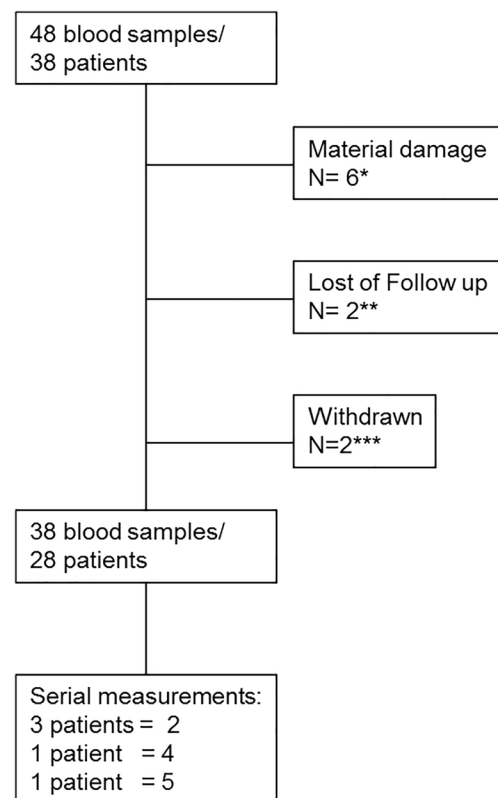 48 blood samples/
38 patients
Material damage
N= 6*
Lost of Follow up
N= 2**
Withdrawn
N=2***
38 blood samples/
28 patients
Serial measurements:
3 patients = 2
1 patient = 4
1 patient = 5